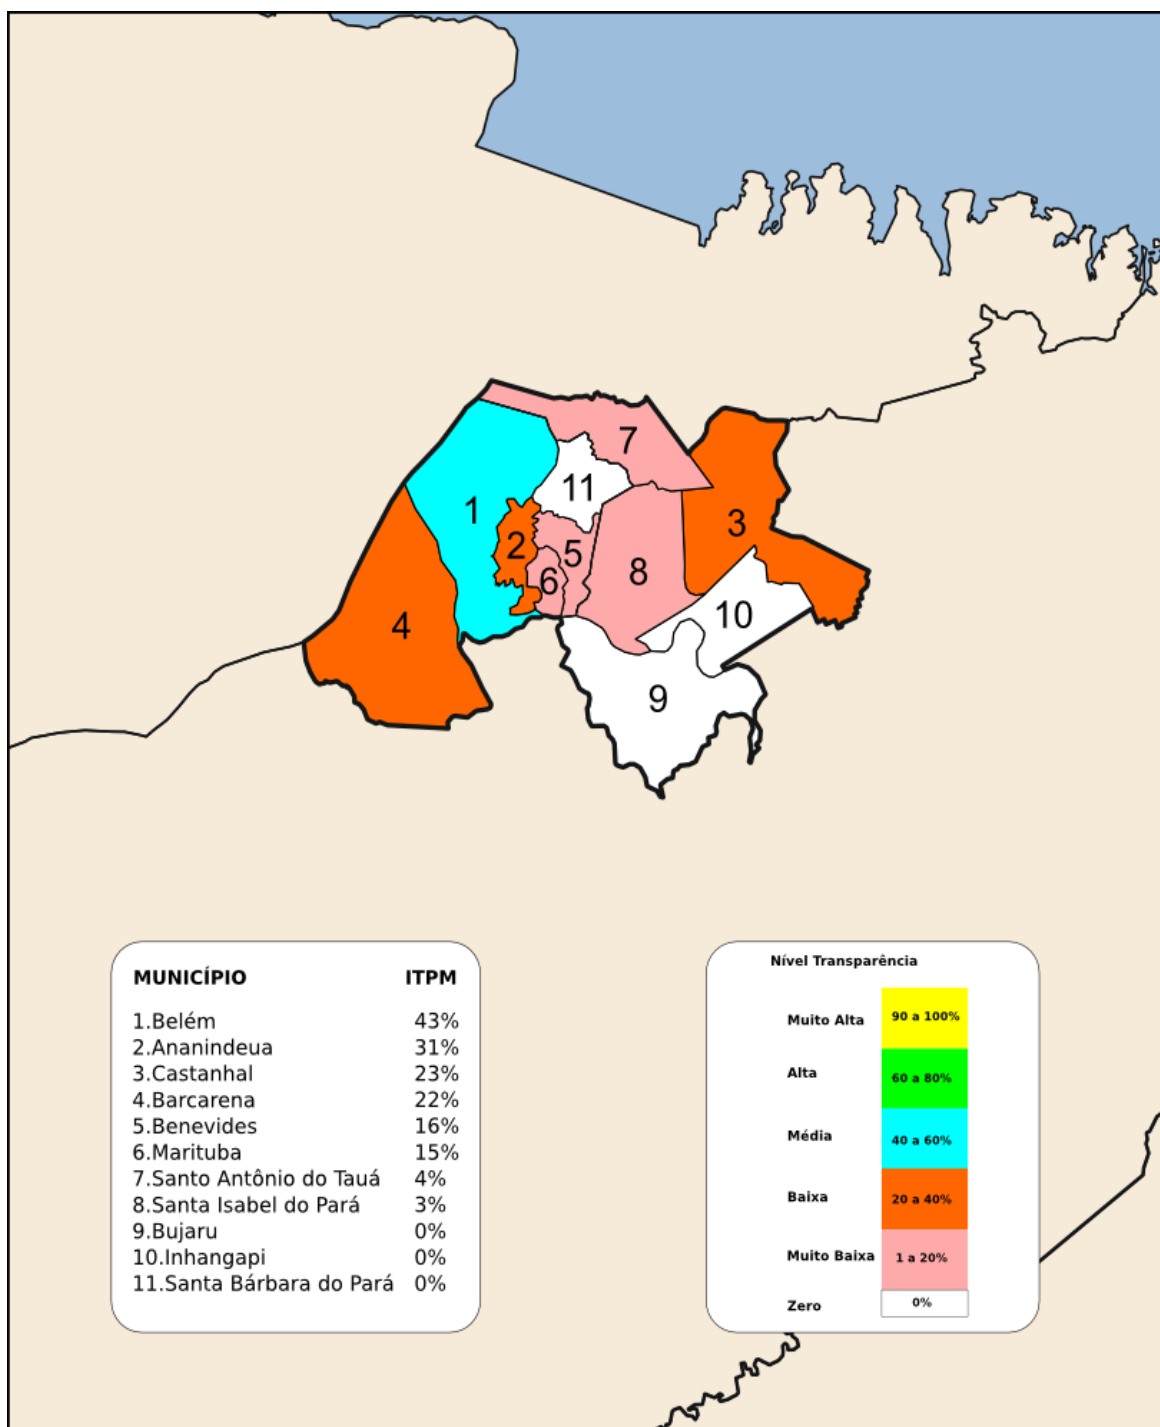 7
11
1
2
3
5
8
6
10
4
9
MUNICÍPIO ITPM
1.Belém 43%
2.Ananindeua 31%
3.Castanhal 23%
4.Barcarena 22%
5.Benevides 16%
6.Marituba 15%
7.Santo Antônio do Tauá 4%
8.Santa Isabel do Pará 3%
9.Bujaru 0%
10.Inhangapi 0%
11.Santa Bárbara do Pará 0%
Nível Transparência
Muito Alta 90 a 100%
Alta 60 a 80%
Média 40 a 60%
Baixa 20 a 40%
Muito Baixa 1 a 20%
Zero 0%